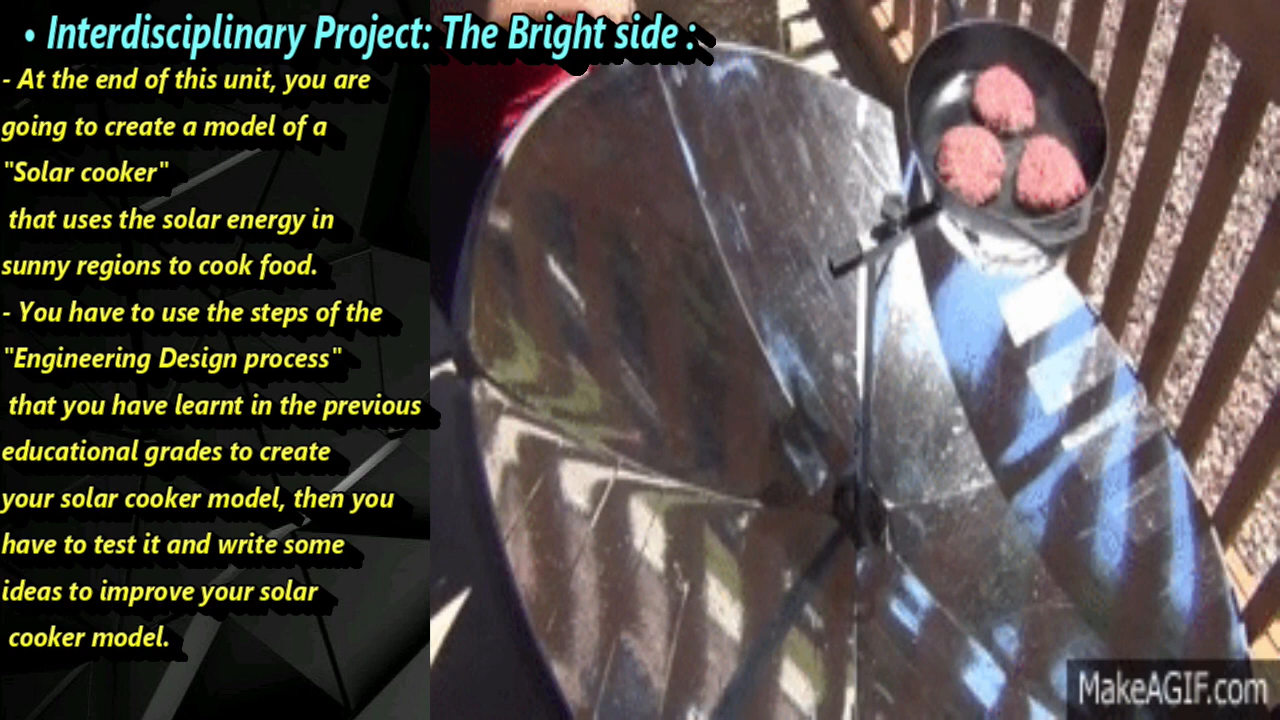 • Interdisciplinary Project: The Bright side :
- At the end of this unit, you are
going to create a model of a
"Solar cooker"
that uses the solar energy in
sunny regions to cook food.
- You have to use the steps of the
"Engineering Design process"
that you have learnt in the previous
educational grades to create
your solar cooker model, then you
have to test it and write some
ideas to improve your solar
cooker model.
MakeAGIF.com